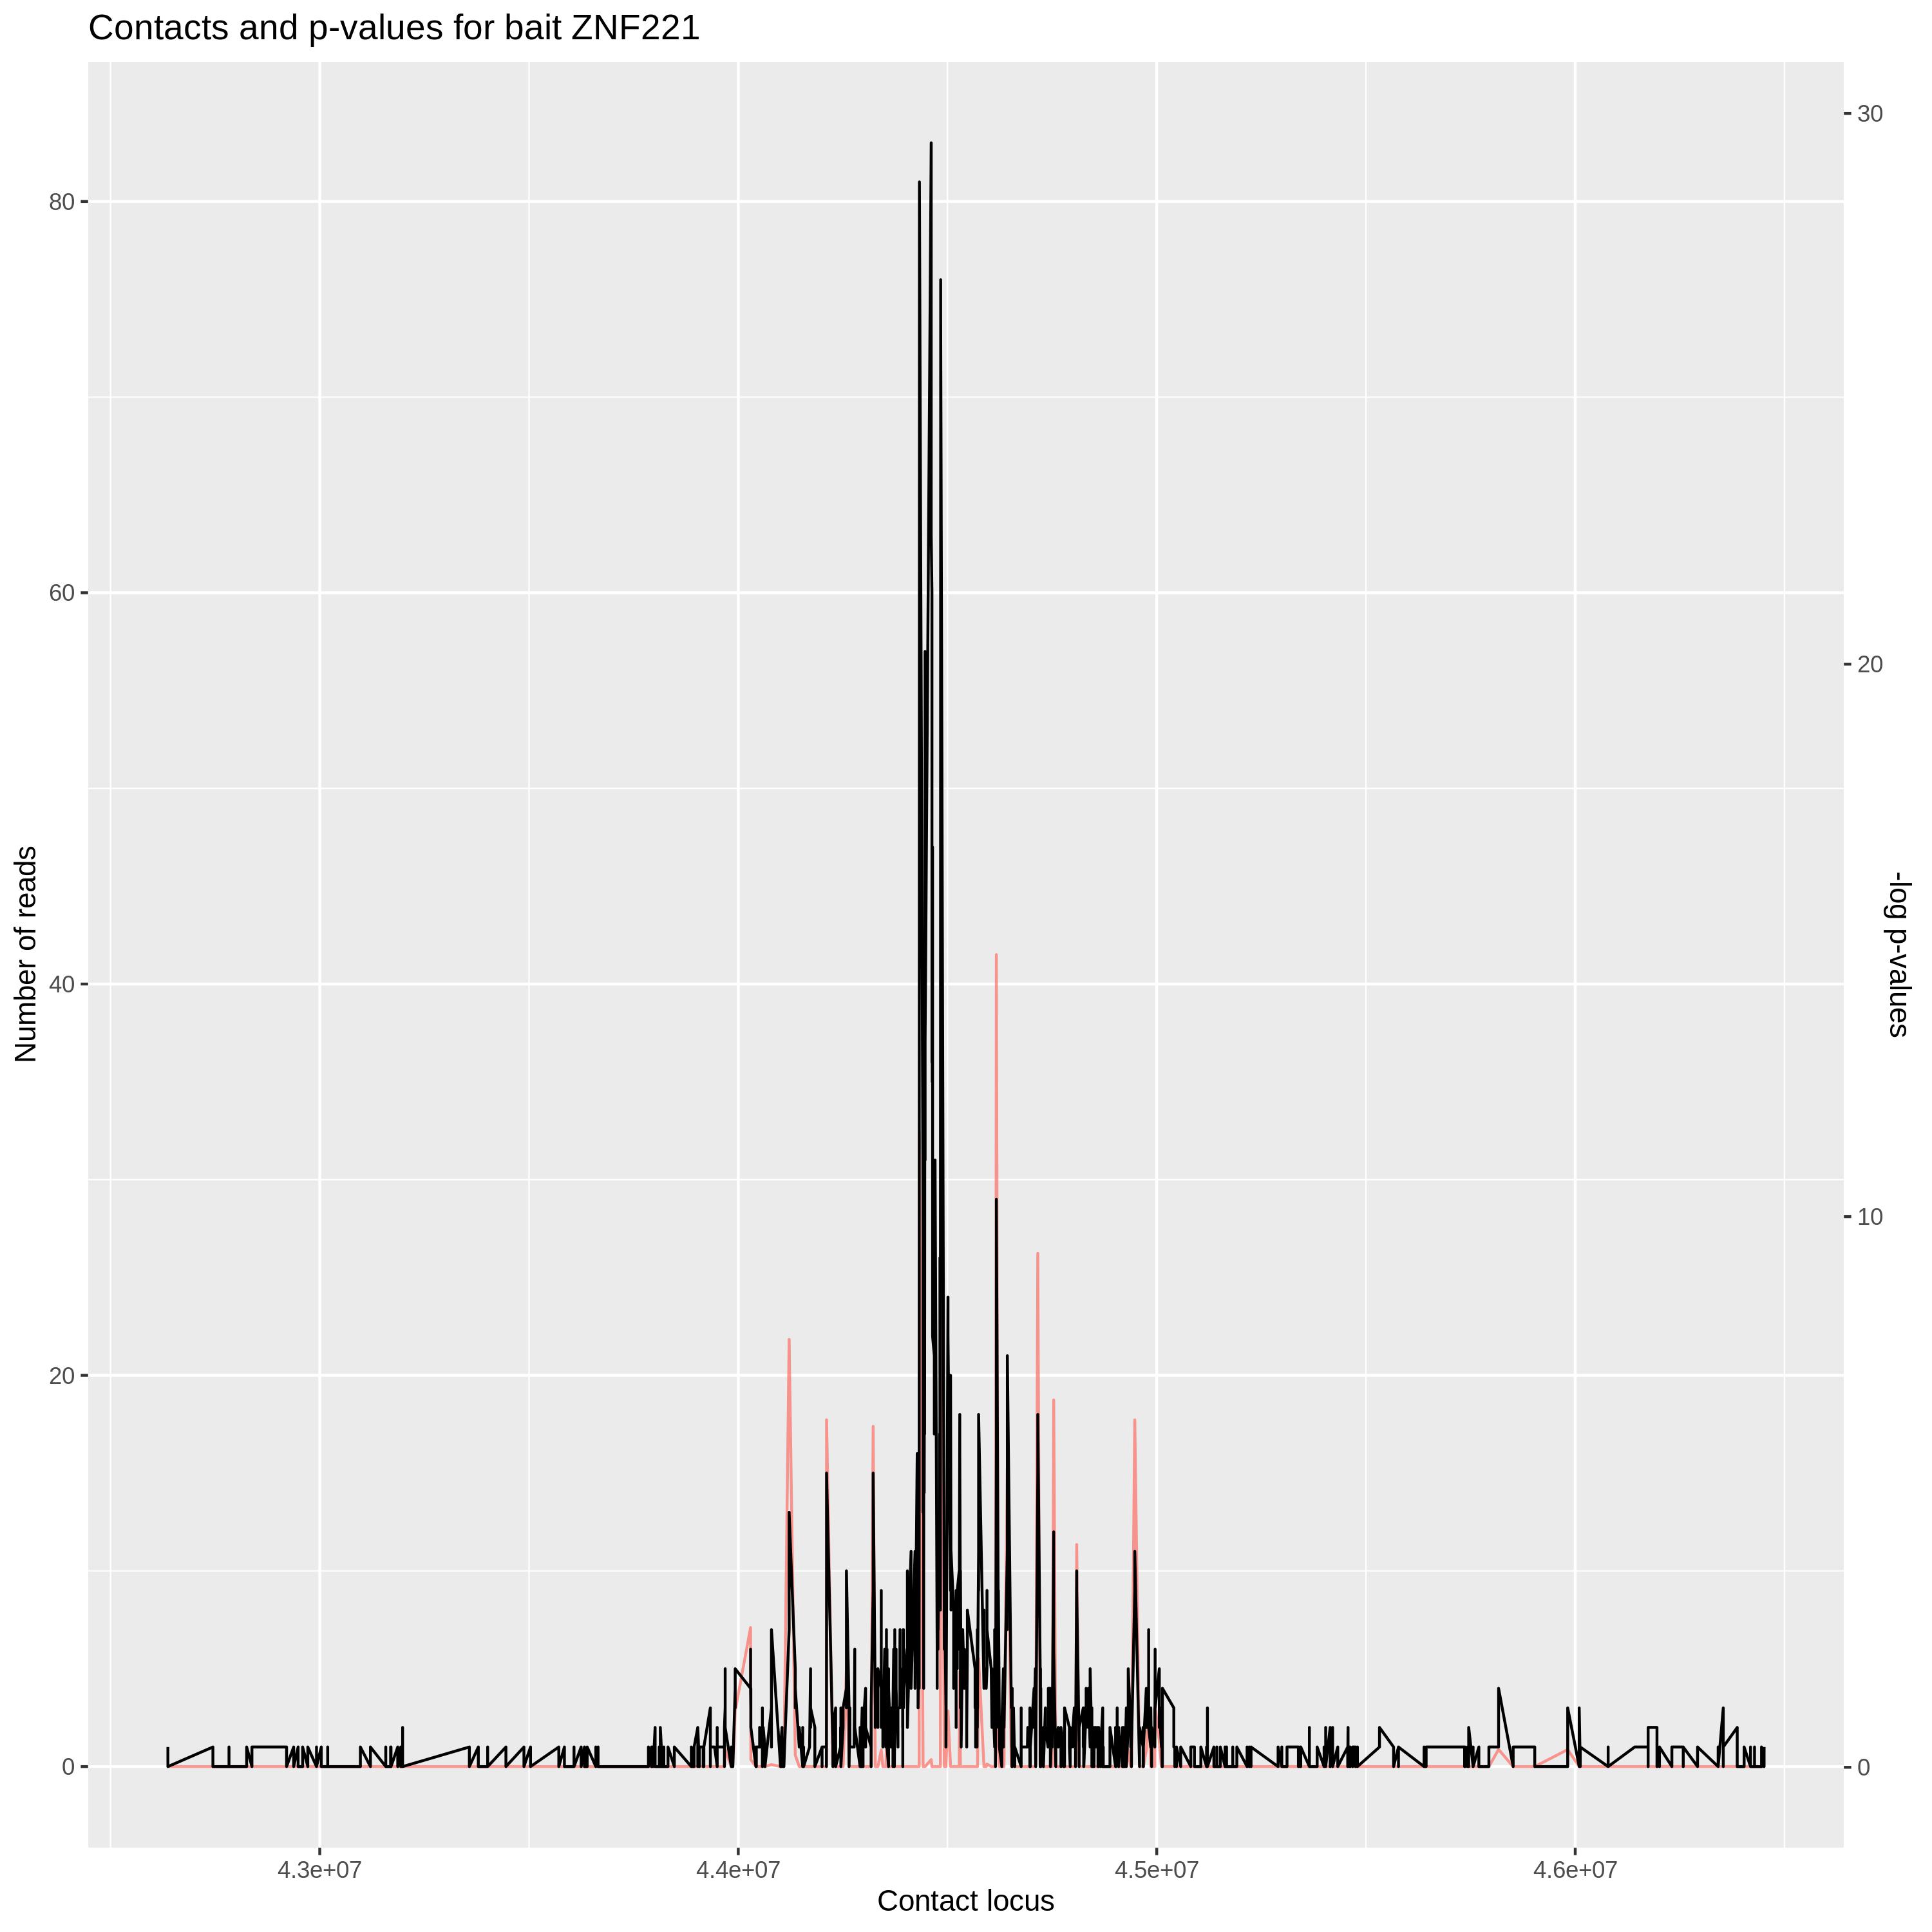 Contacts and p-values for bait ZNF221
Number of reads
80
60
40
20
0
30
20
10
0
-log p-values
4.3e+07
4.4e+07
4.5e+07
4.6e+07
Contact locus